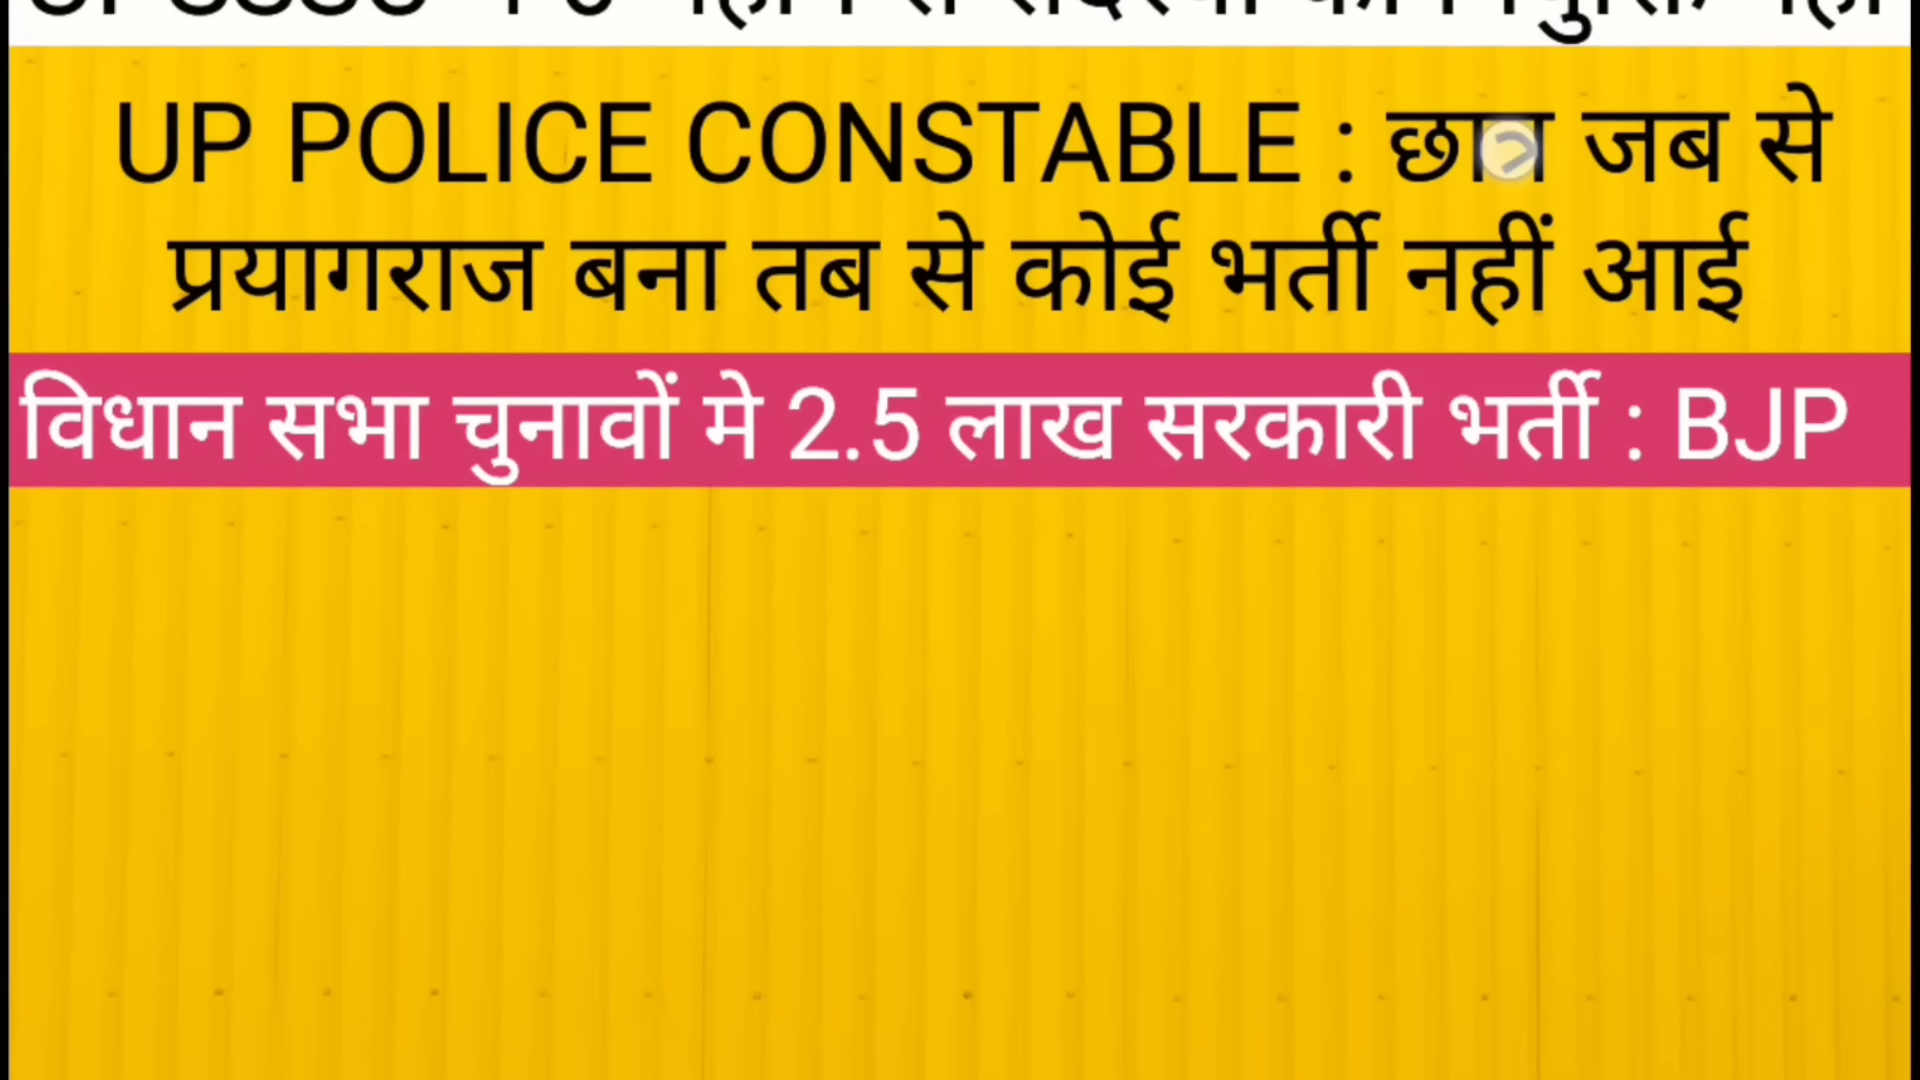 UP POLICE CONSTABLE : छात्र जब से
प्रयागराज बना तब से कोई भर्ती नहीं आई
विधान सभा चुनावों मे 2.5 लाख सरकारी भर्ती : BJP